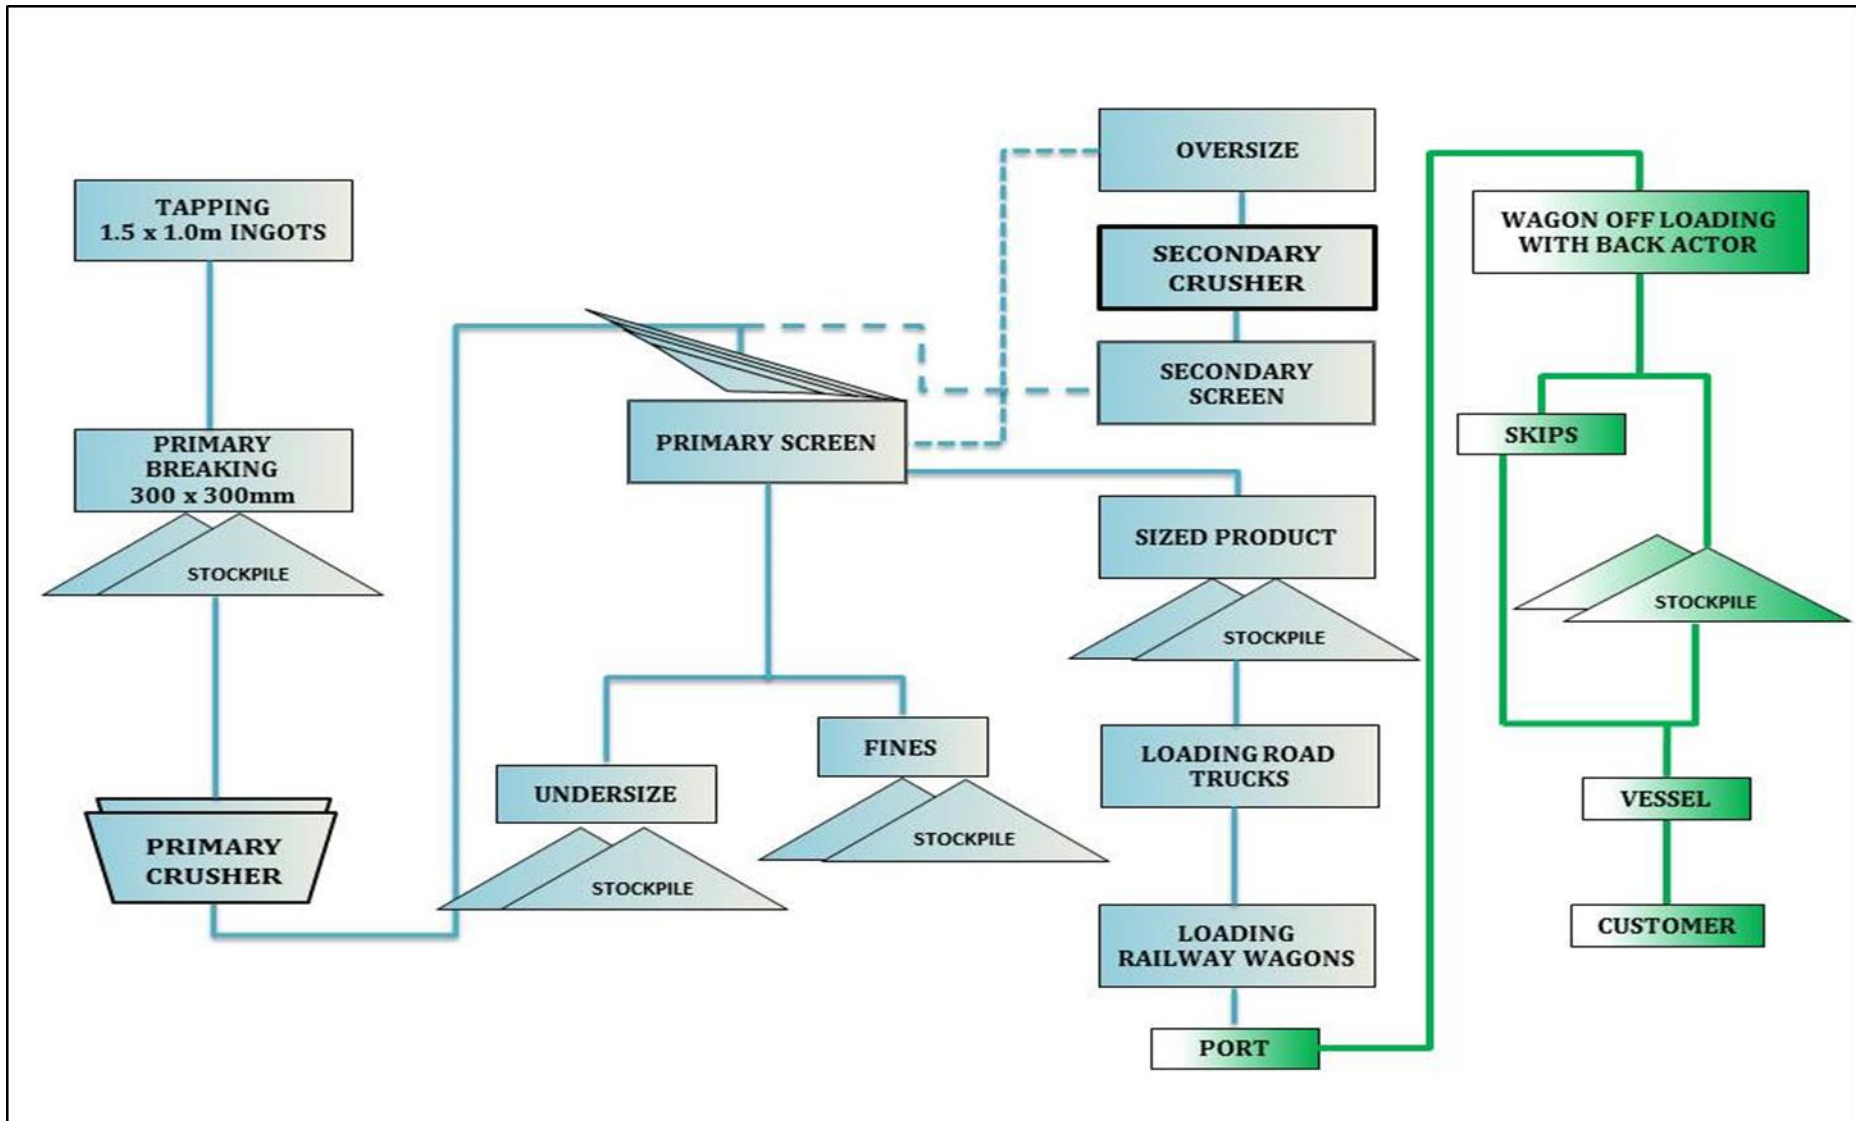 TAPPING
1.5 x 1.0m INGOTS
PRIMARY
BREAKING
300 x 300mm
STOCKPILE
PRIMARY
CRUSHER
PRIMARY SCREEN
UNDERSIZE
STOCKPILE
FINES
STOCKPILE
OVERSIZE
SECONDARY
CRUSHER
SECONDARY
SCREEN
SIZED PRODUCT
STOCKPILE
LOADING ROAD
TRUCKS
LOADING
RAILWAY WAGONS
PORT
WAGON OFF LOADING
WITH BACK ACTOR
SKIPS
STOCKPILE
VESSEL
CUSTOMER